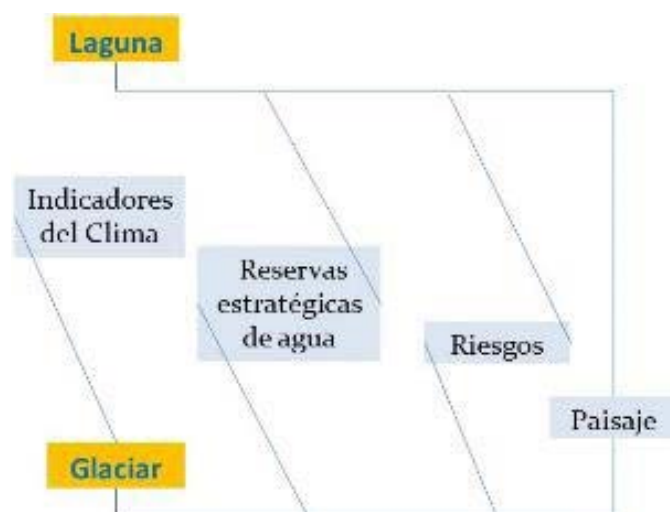 Laguna
Indicadores
del Clima
Reservas
estratégicas
de agua
Riesgos
Paisaje
Glaciar